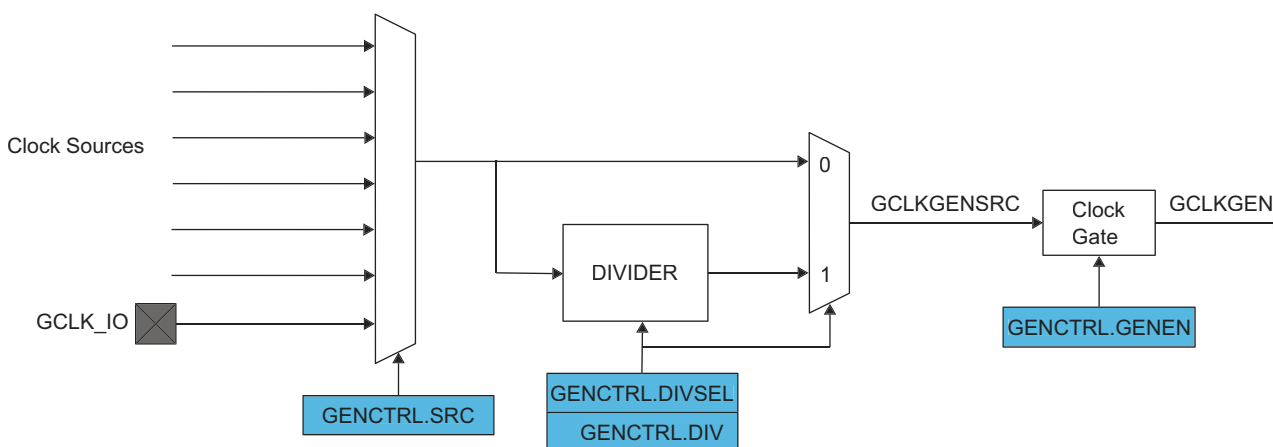 Clock Sources
GCLK_IO
GENCTRL.SRC
DIVIDER
GENCTRL.DIVSEL
GENCTRL.DIV
0
1
GCLKGENSRC
Clock
Gate
GCLKGEN
GENCTRL.GENEN